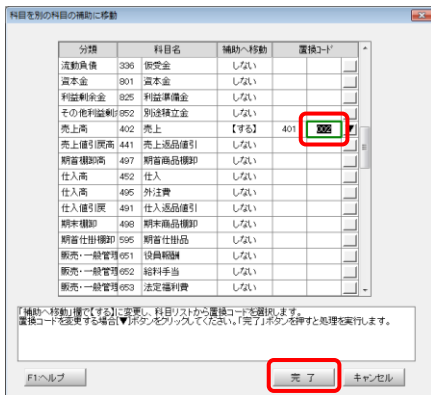 科目を別の科目の補助に移動
分類 科目名 補助へ移動 置換コード
流動負債 336 仮受金 しない
資本金 801 資本金 しない
利益剰余金 825 利益準備金 しない
その他利益剰 852 別途積立金 しない
売上高 402 売上 【する】 401 002
売上値引戻高 441 売上返品値引 しない
期首棚卸高 497 期首商品棚卸 しない
仕入高 452 仕入 しない
仕入高 495 外注費 しない
仕入値引戻 491 仕入返品値引 しない
期末棚卸 498 期末商品棚卸 しない
期首仕掛棚卸 595 期首仕掛品 しない
販売・一般管理 651 役員報酬 しない
販売・一般管理 652 給料手当 しない
販売・一般管理 653 法定福利費 しない
「補助へ移動」欄で【する】に変更し、科目リストから置換コードを選択します。
置換コードを変更する場合[▼]ボタンをクリックしてください。「完了」ボタンを押すと処理を実行します。
F1:ヘルプ 完 了 キャンセル